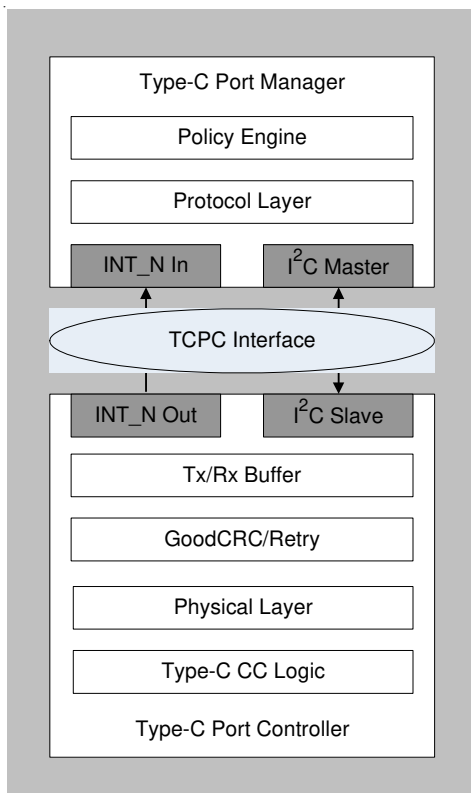 Type-C Port Manager
Policy Engine
Protocol Layer
INT_N In
I²C Master
TCPC Interface
INT_N Out
I²C Slave
Tx/Rx Buffer
GoodCRC/Retry
Physical Layer
Type-C CC Logic
Type-C Port Controller